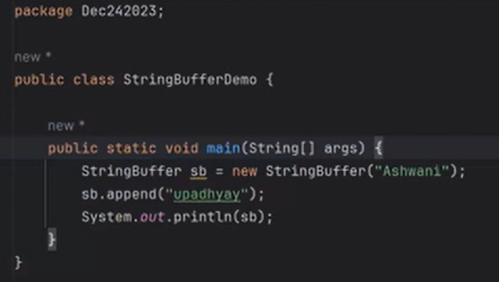 package Dec242023;
new *
public class StringBufferDemo {
new *
public static void main(String[] args) {
StringBuffer sb = new StringBuffer("Ashwani");
sb.append("upadhyay");
System.out.println(sb);
}
}